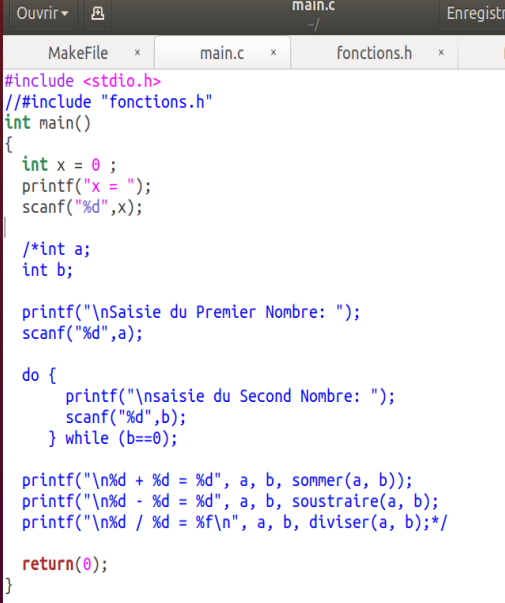 Ouvrir
main.c
~/
Enregistr
MakeFile × main.c × fonctions.h ×
#include <stdio.h>
//#include "fonctions.h"
int main()
{
int x = 0 ;
printf("x = ");
scanf("%d",x);
/*int a;
int b;
printf("\nSaisie du Premier Nombre: ");
scanf("%d",a);
do {
printf("\nsaisie du Second Nombre: ");
scanf("%d",b);
} while (b==0);
printf("\n%d + %d = %d", a, b, sommer(a, b));
printf("\n%d - %d = %d", a, b, soustraire(a, b);
printf("\n%d / %d = %f\n", a, b, diviser(a, b);*/
return(0);
}